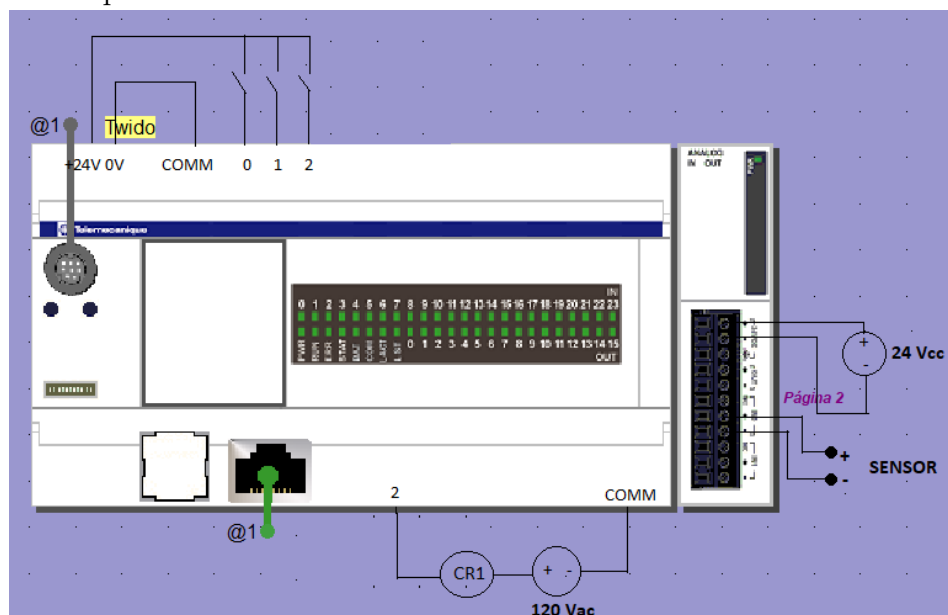 @1
Twido
+24V 0V COMM 0 1 2
ANALOG
IN OUT
PWR
Telemecanique
IN
0 1 2 3 4 5 6 7 8 9 10 11 12 13 14 15 16 17 18 19 20 21 22 23
PWR RUN ERR STAT BAT COM LACT LST 0 1 2 3 4 5 6 7 8 9 10 11 12 13 14 15
OUT
24 Vcc
Página 2
+
-
+
-
SENSOR
2 COMM
@1
CR1
+ -
120 Vac